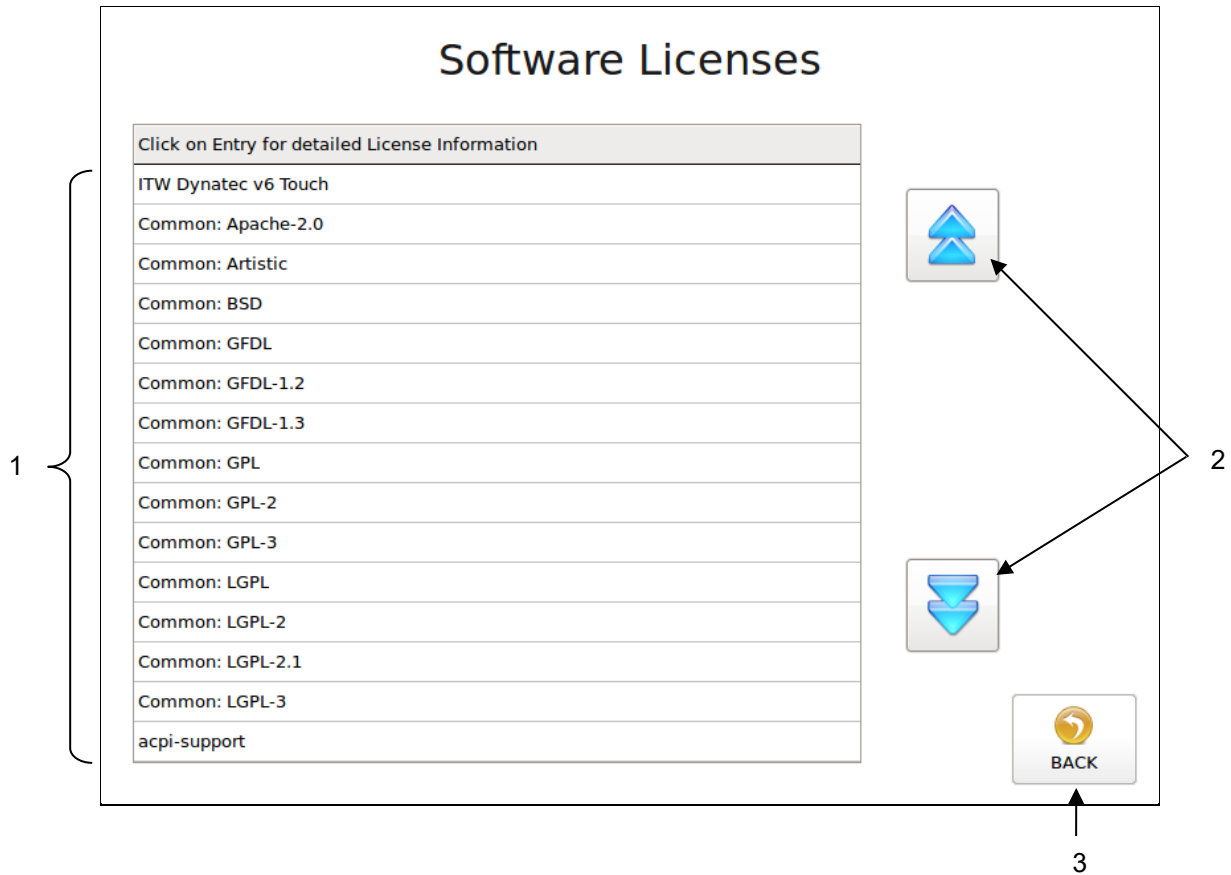 Software Licenses
Click on Entry for detailed License Information
ITW Dynatec v6 Touch
Common: Apache-2.0
Common: Artistic
Common: BSD
Common: GFDL
Common: GFDL-1.2
Common: GFDL-1.3
Common: GPL
1
2
Common: GPL-2
Common: GPL-3
Common: LGPL
Common: LGPL-2
Common: LGPL-2.1
Common: LGPL-3
acpi-support
BACK
3